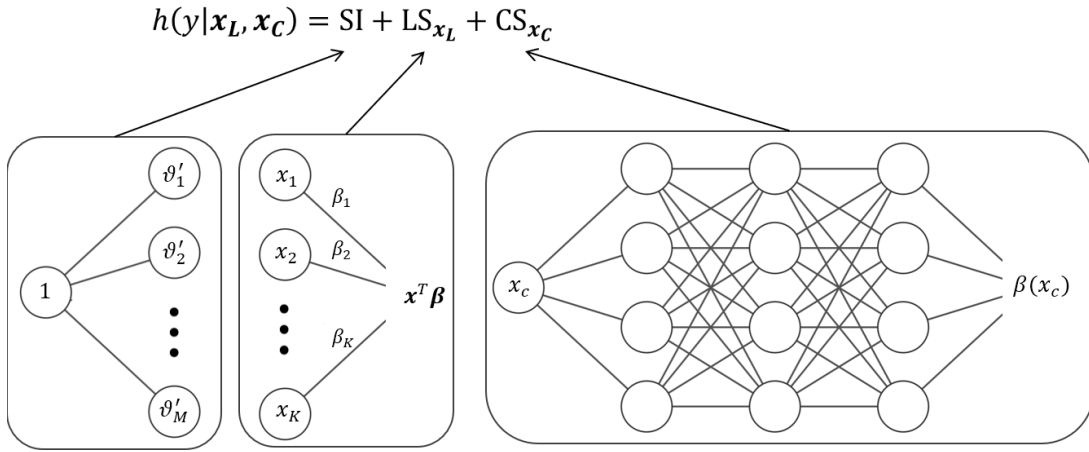 h(y|x_L, x_C) = SI + LS_{x_L} + CS_{x_C}
1
ϑ′_1
ϑ′_2
ϑ′_M
x_1
x_2
x_K
β_1
β_2
β_K
x^T β
x_c
β(x_c)